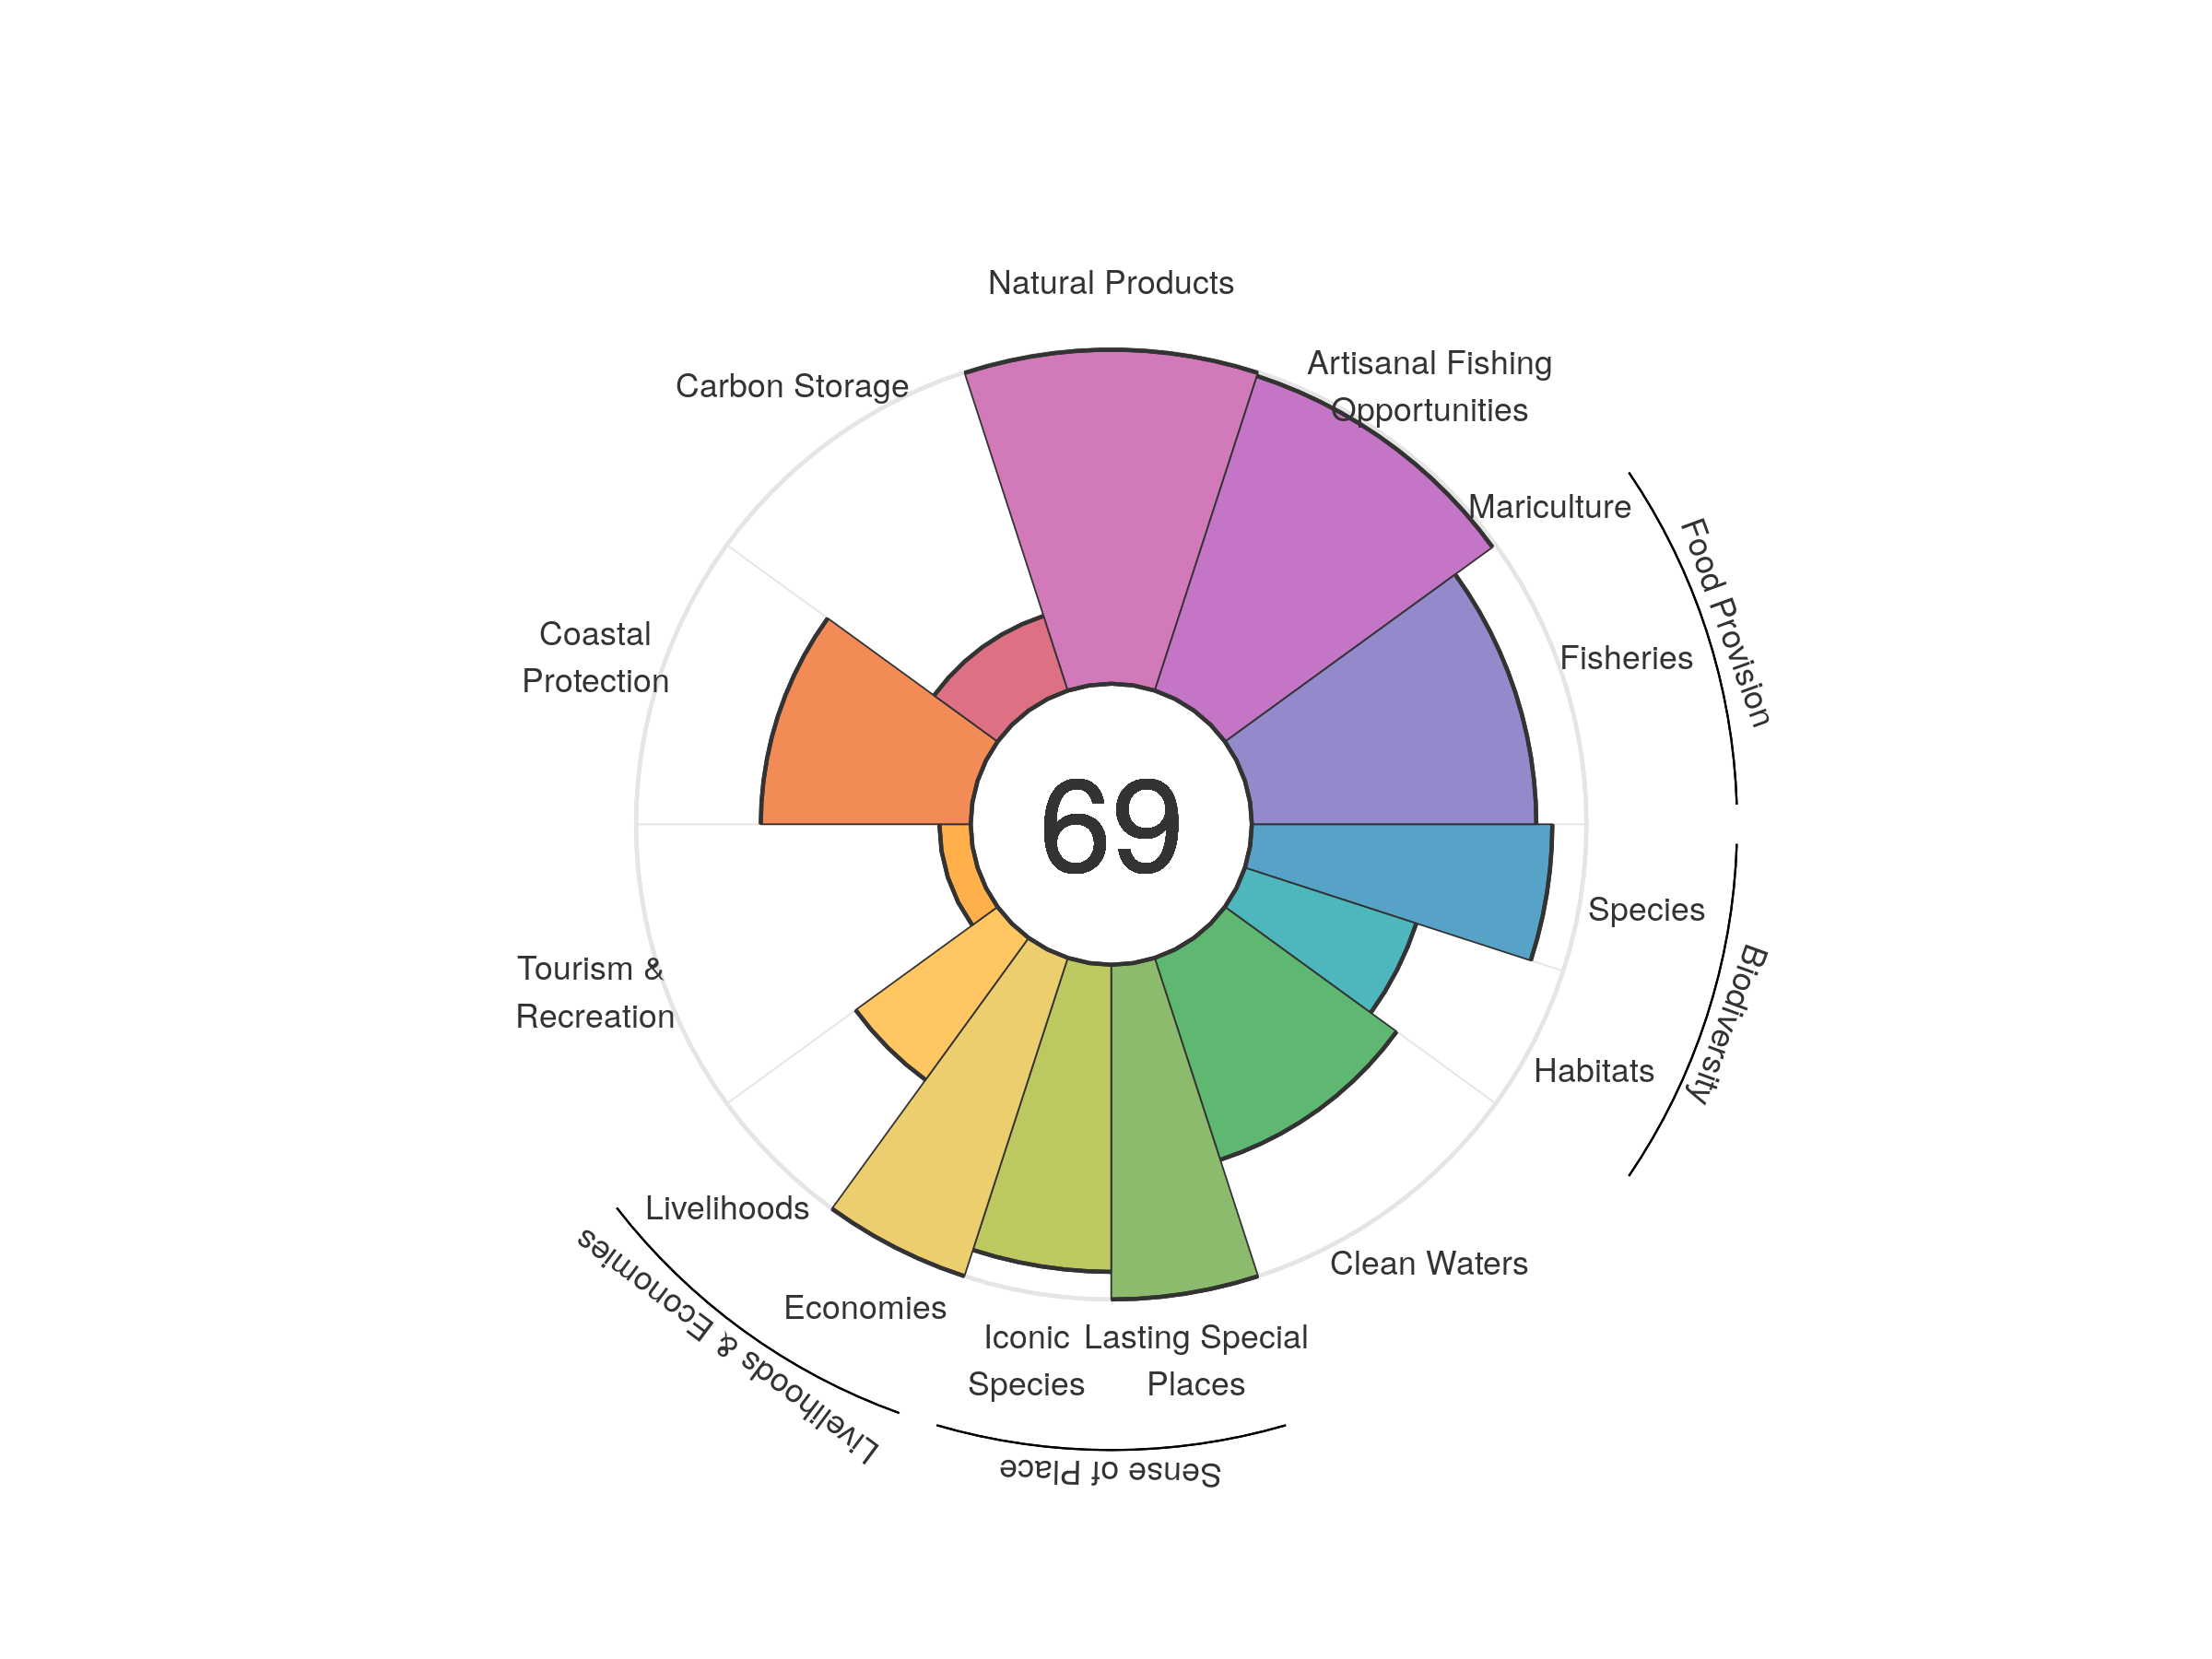 Natural Products
Artisanal Fishing
Opportunities
Carbon Storage
Mariculture
Food Provision
Fisheries
Coastal
Protection
69
Species
Biodiversity
Tourism &
Recreation
Habitats
Livelihoods
Clean Waters
Livelihoods & Economies
Economies
Iconic
Species
Lasting Special
Places
Sense of Place